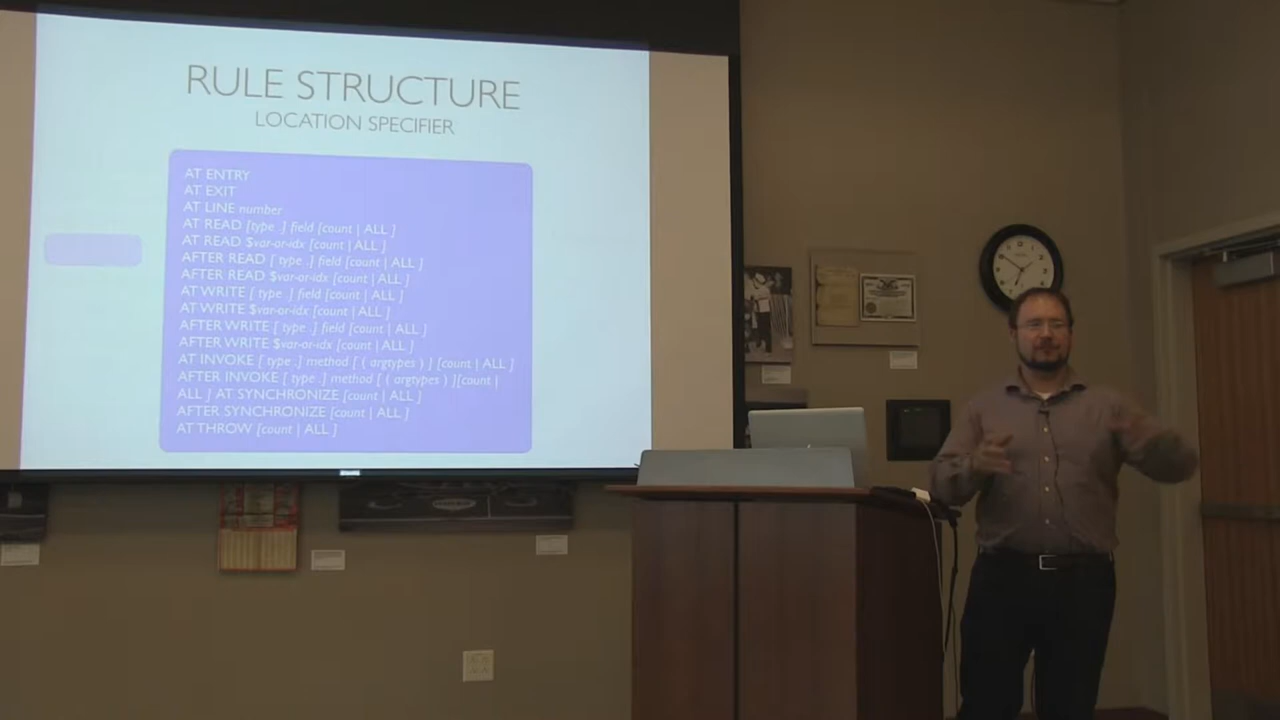 RULE STRUCTURE
LOCATION SPECIFIER
AT ENTRY
AT EXIT
AT LINE number
AT READ [type .] field [count | ALL ]
AT READ $var-or-idx [count | ALL ]
AFTER READ [ type .] field [count | ALL ]
AFTER READ $var-or-idx [count | ALL ]
AT WRITE [ type .] field [count | ALL ]
AT WRITE $var-or-idx [count | ALL ]
AFTER WRITE [ type .] field [count | ALL ]
AFTER WRITE $var-or-idx [count | ALL ]
AT INVOKE [ type .] method [ ( argtypes ) ] [count | ALL ]
AFTER INVOKE [ type .] method [ ( argtypes ) ][count |
ALL ] AT SYNCHRONIZE [count | ALL ]
AFTER SYNCHRONIZE [count | ALL ]
AT THROW [count | ALL ]